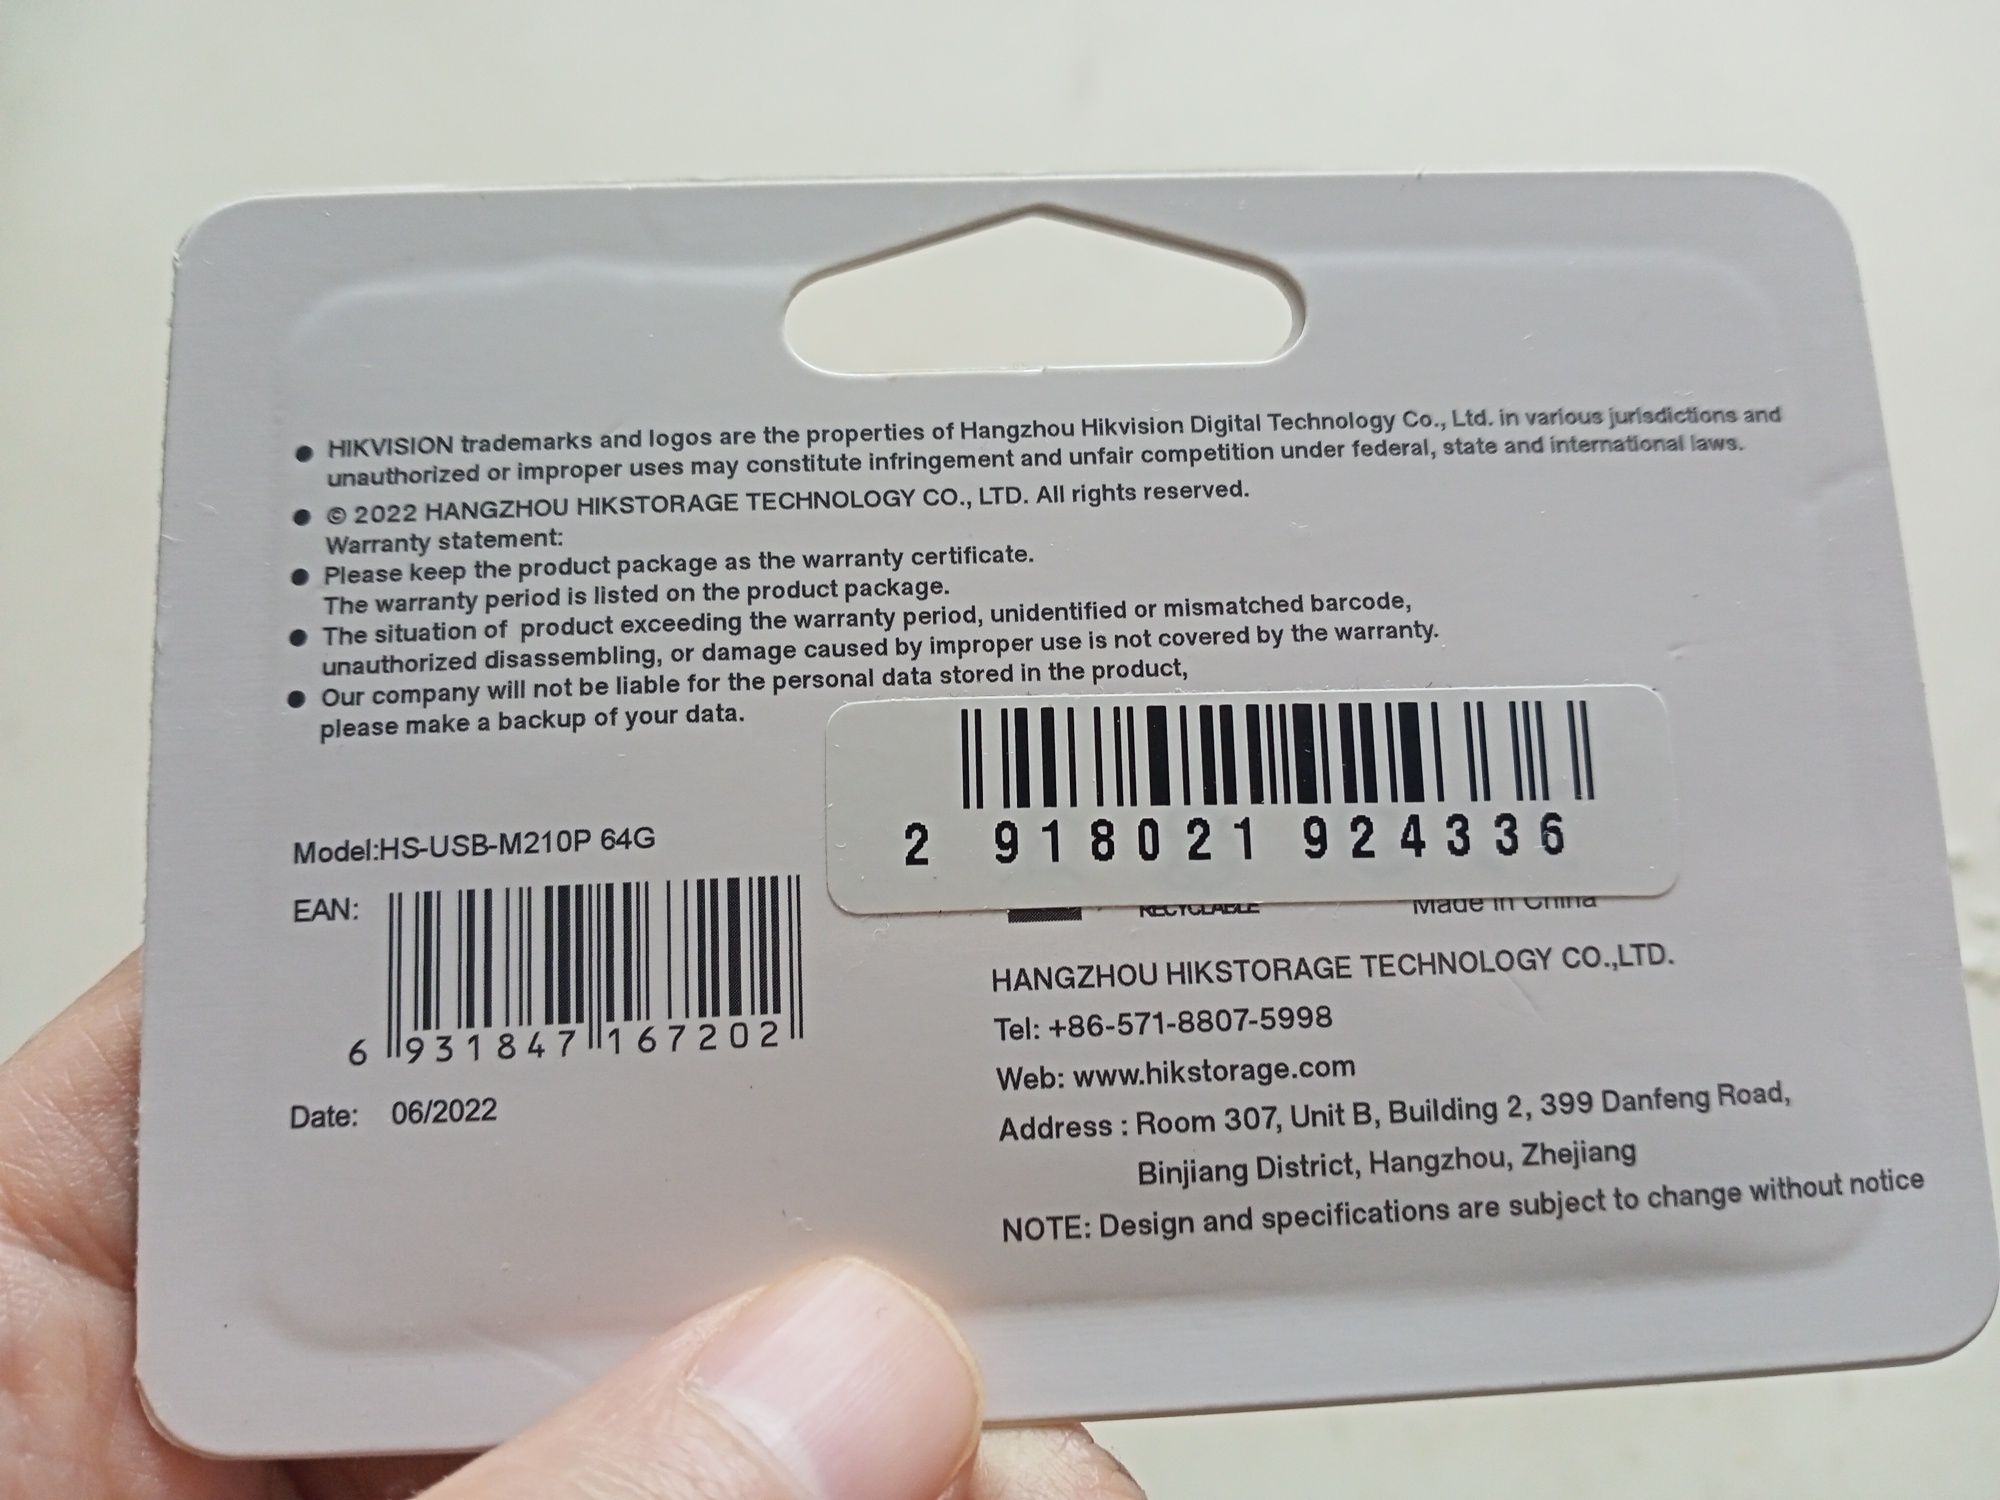 ● HIKVISION trademarks and logos are the properties of Hangzhou Hikvision Digital Technology Co., Ltd. in various jurisdictions and
unauthorized or improper uses may constitute infringement and unfair competition under federal, state and international laws.
● © 2022 HANGZHOU HIKSTORAGE TECHNOLOGY CO., LTD. All rights reserved.
Warranty statement:
● Please keep the product package as the warranty certificate.
The warranty period is listed on the product package.
● The situation of product exceeding the warranty period, unidentified or mismatched barcode,
unauthorized disassembling, or damage caused by improper use is not covered by the warranty.
● Our company will not be liable for the personal data stored in the product,
please make a backup of your data.
2 918021 924336
Model:HS-USB-M210P 64G
EAN:
6 931847 167202
Date: 06/2022
RECYCLABLE
Made in China
HANGZHOU HIKSTORAGE TECHNOLOGY CO.,LTD.
Tel: +86-571-8807-5998
Web: www.hikstorage.com
Address : Room 307, Unit B, Building 2, 399 Danfeng Road,
Binjiang District, Hangzhou, Zhejiang
NOTE: Design and specifications are subject to change without notice